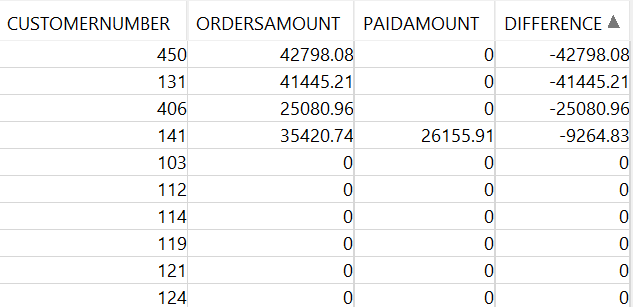 CUSTOMERNUMBER ORDERSAMOUNT PAIDAMOUNT DIFFERENCE ▲
450 42798.08 0 -42798.08
131 41445.21 0 -41445.21
406 25080.96 0 -25080.96
141 35420.74 26155.91 -9264.83
103 0 0 0
112 0 0 0
114 0 0 0
119 0 0 0
121 0 0 0
124 0 0 0